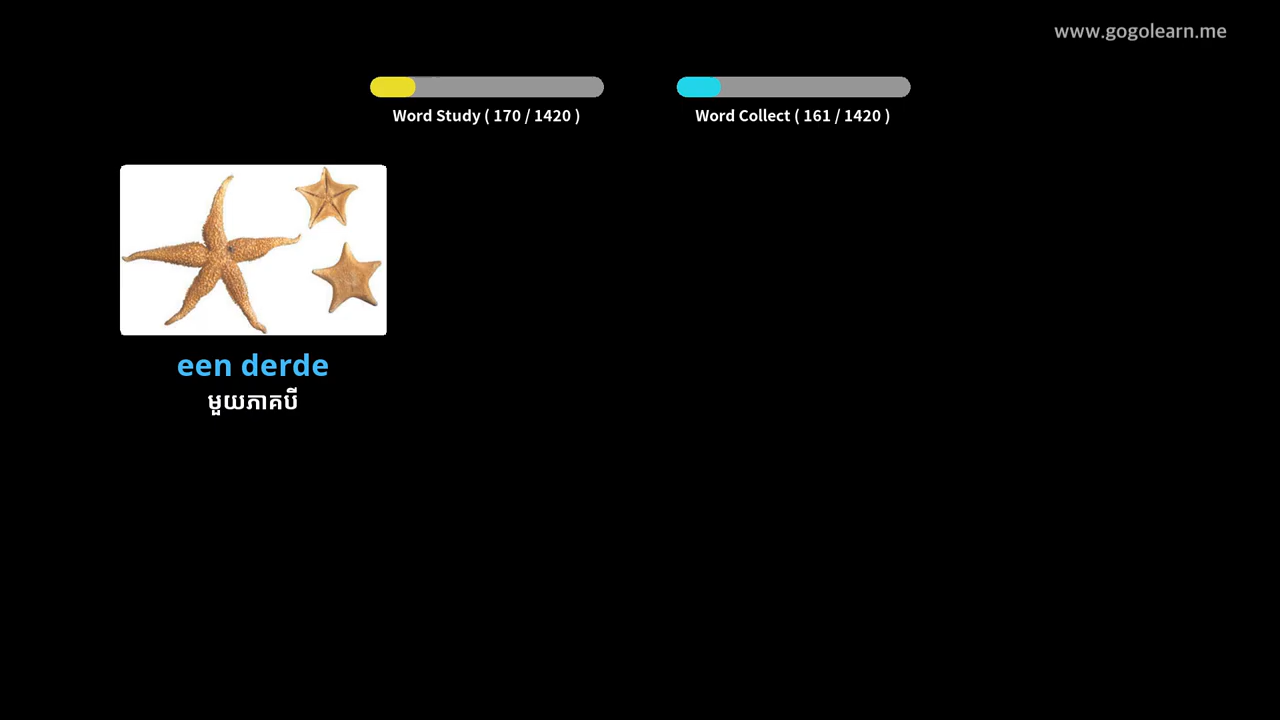 www.gogolearn.me
Word Study ( 170 / 1420 )
Word Collect ( 161 / 1420 )
een derde
មួយភាគបី